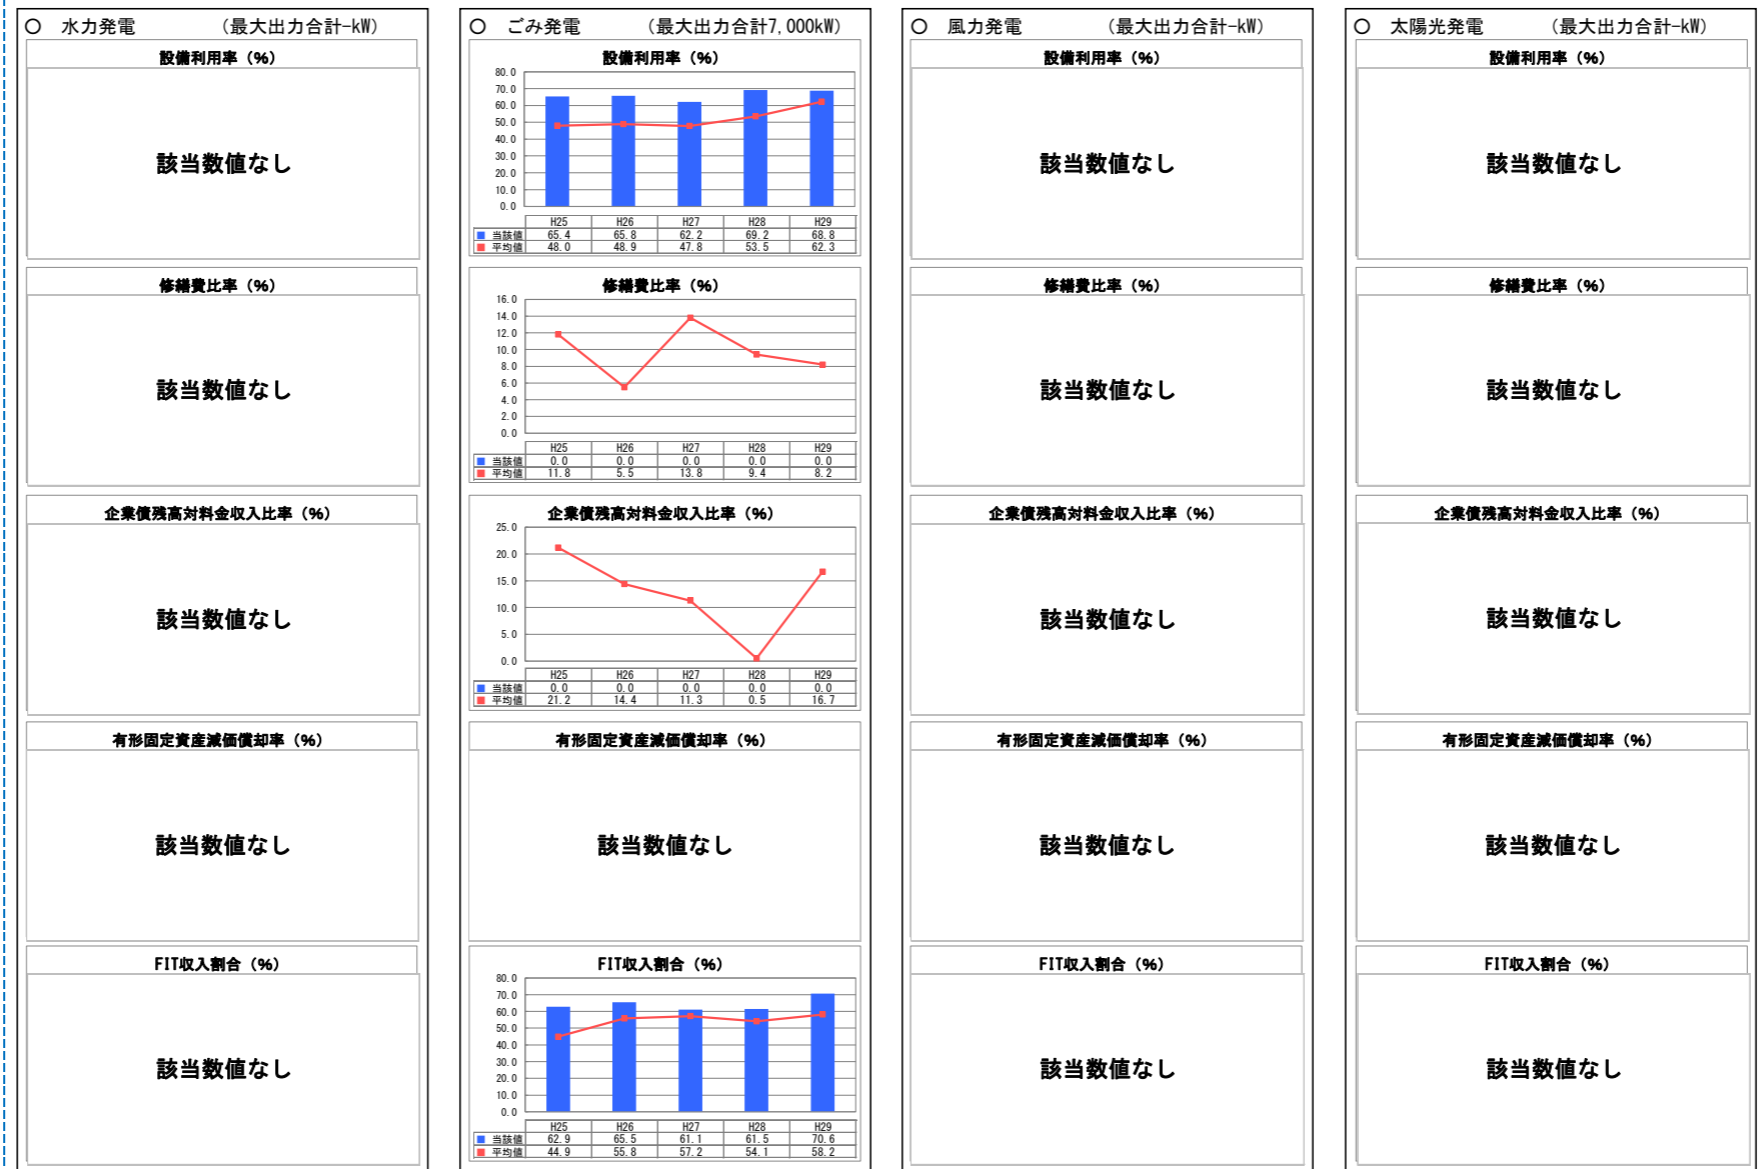 ○ 水力発電 (最大出力合計-kW)
設備利用率(%)
該当数値なし
修繕費比率(%)
該当数値なし
企業債残高対料金収入比率(%)
該当数値なし
有形固定資産減価償却率(%)
該当数値なし
FIT収入割合(%)
該当数値なし
○ ごみ発電 (最大出力合計7,000kW)
設備利用率(%)
80.0
70.0
60.0
50.0
40.0
30.0
20.0
10.0
0.0
H25 H26 H27 H28 H29
当該値 65.4 65.8 62.2 69.2 68.8
平均値 48.0 48.9 47.8 53.5 62.3
修繕費比率(%)
16.0
14.0
12.0
10.0
8.0
6.0
4.0
2.0
0.0
H25 H26 H27 H28 H29
当該値 0.0 0.0 0.0 0.0 0.0
平均値 11.8 5.5 13.8 9.4 8.2
企業債残高対料金収入比率(%)
25.0
20.0
15.0
10.0
5.0
0.0
H25 H26 H27 H28 H29
当該値 0.0 0.0 0.0 0.0 0.0
平均値 21.2 14.4 11.3 0.5 16.7
有形固定資産減価償却率(%)
該当数値なし
FIT収入割合(%)
80.0
70.0
60.0
50.0
40.0
30.0
20.0
10.0
0.0
H25 H26 H27 H28 H29
当該値 62.9 65.5 61.1 61.5 70.6
平均値 44.9 55.8 57.2 54.1 58.2
○ 風力発電 (最大出力合計-kW)
設備利用率(%)
該当数値なし
修繕費比率(%)
該当数値なし
企業債残高対料金収入比率(%)
該当数値なし
有形固定資産減価償却率(%)
該当数値なし
FIT収入割合(%)
該当数値なし
○ 太陽光発電 (最大出力合計-kW)
設備利用率(%)
該当数値なし
修繕費比率(%)
該当数値なし
企業債残高対料金収入比率(%)
該当数値なし
有形固定資産減価償却率(%)
該当数値なし
FIT収入割合(%)
該当数値なし